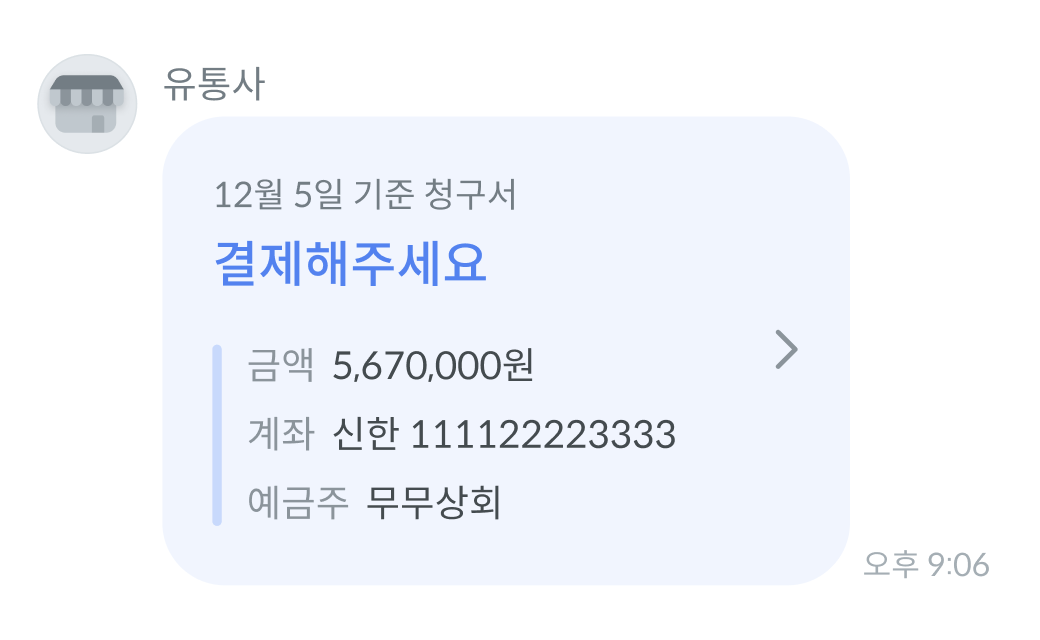 유통사
12월 5일 기준 청구서
결제해주세요
금액 5,670,000원
계좌 신한 111122223333
예금주 무무상회
오후 9:06